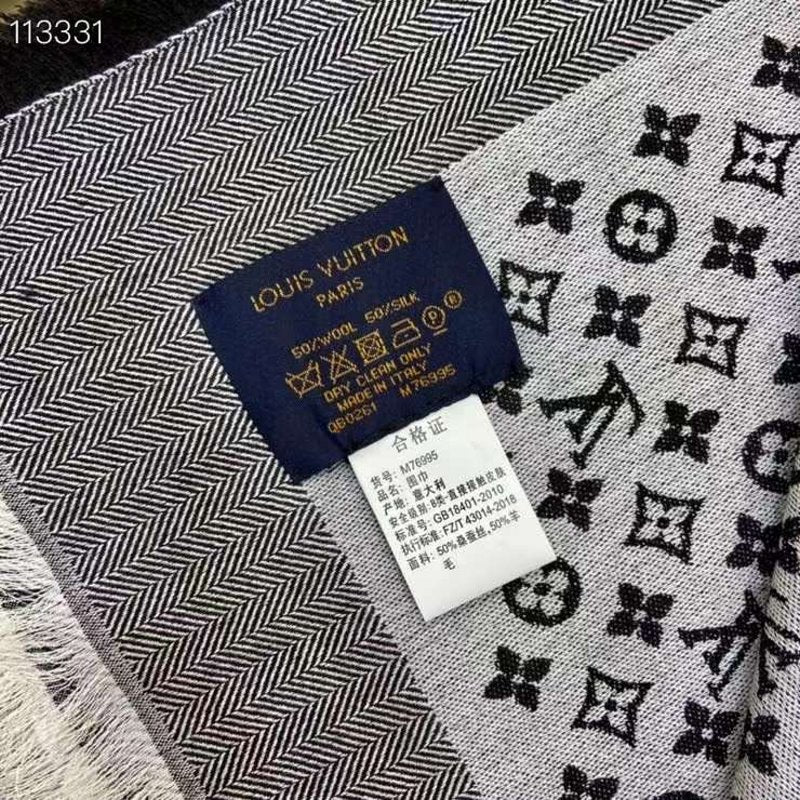 113331
LOUIS VUITTON
PARIS
50%WOOL 50%SILK
P R
DRY CLEAN ONLY
MADE IN ITALY
QB0261 M76995
合格证
货号: M76995
品名: 围巾
产地: 意大利
安全级别: B类·直接接触皮肤
标准号: GB18401-2010
执行标准: FZ/T 43014-2018
面料: 50%桑蚕丝,50%羊
毛